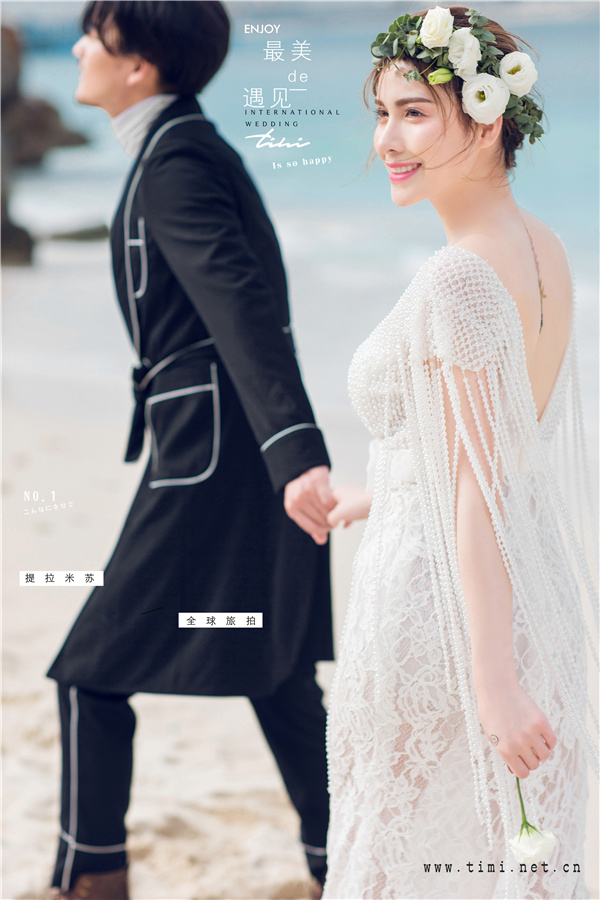 ENJOY
最美
de
遇见
INTERNATIONAL
WEDDING
timi
Is so happy
NO.1
提拉米苏
全球旅拍
www.timi.net.cn